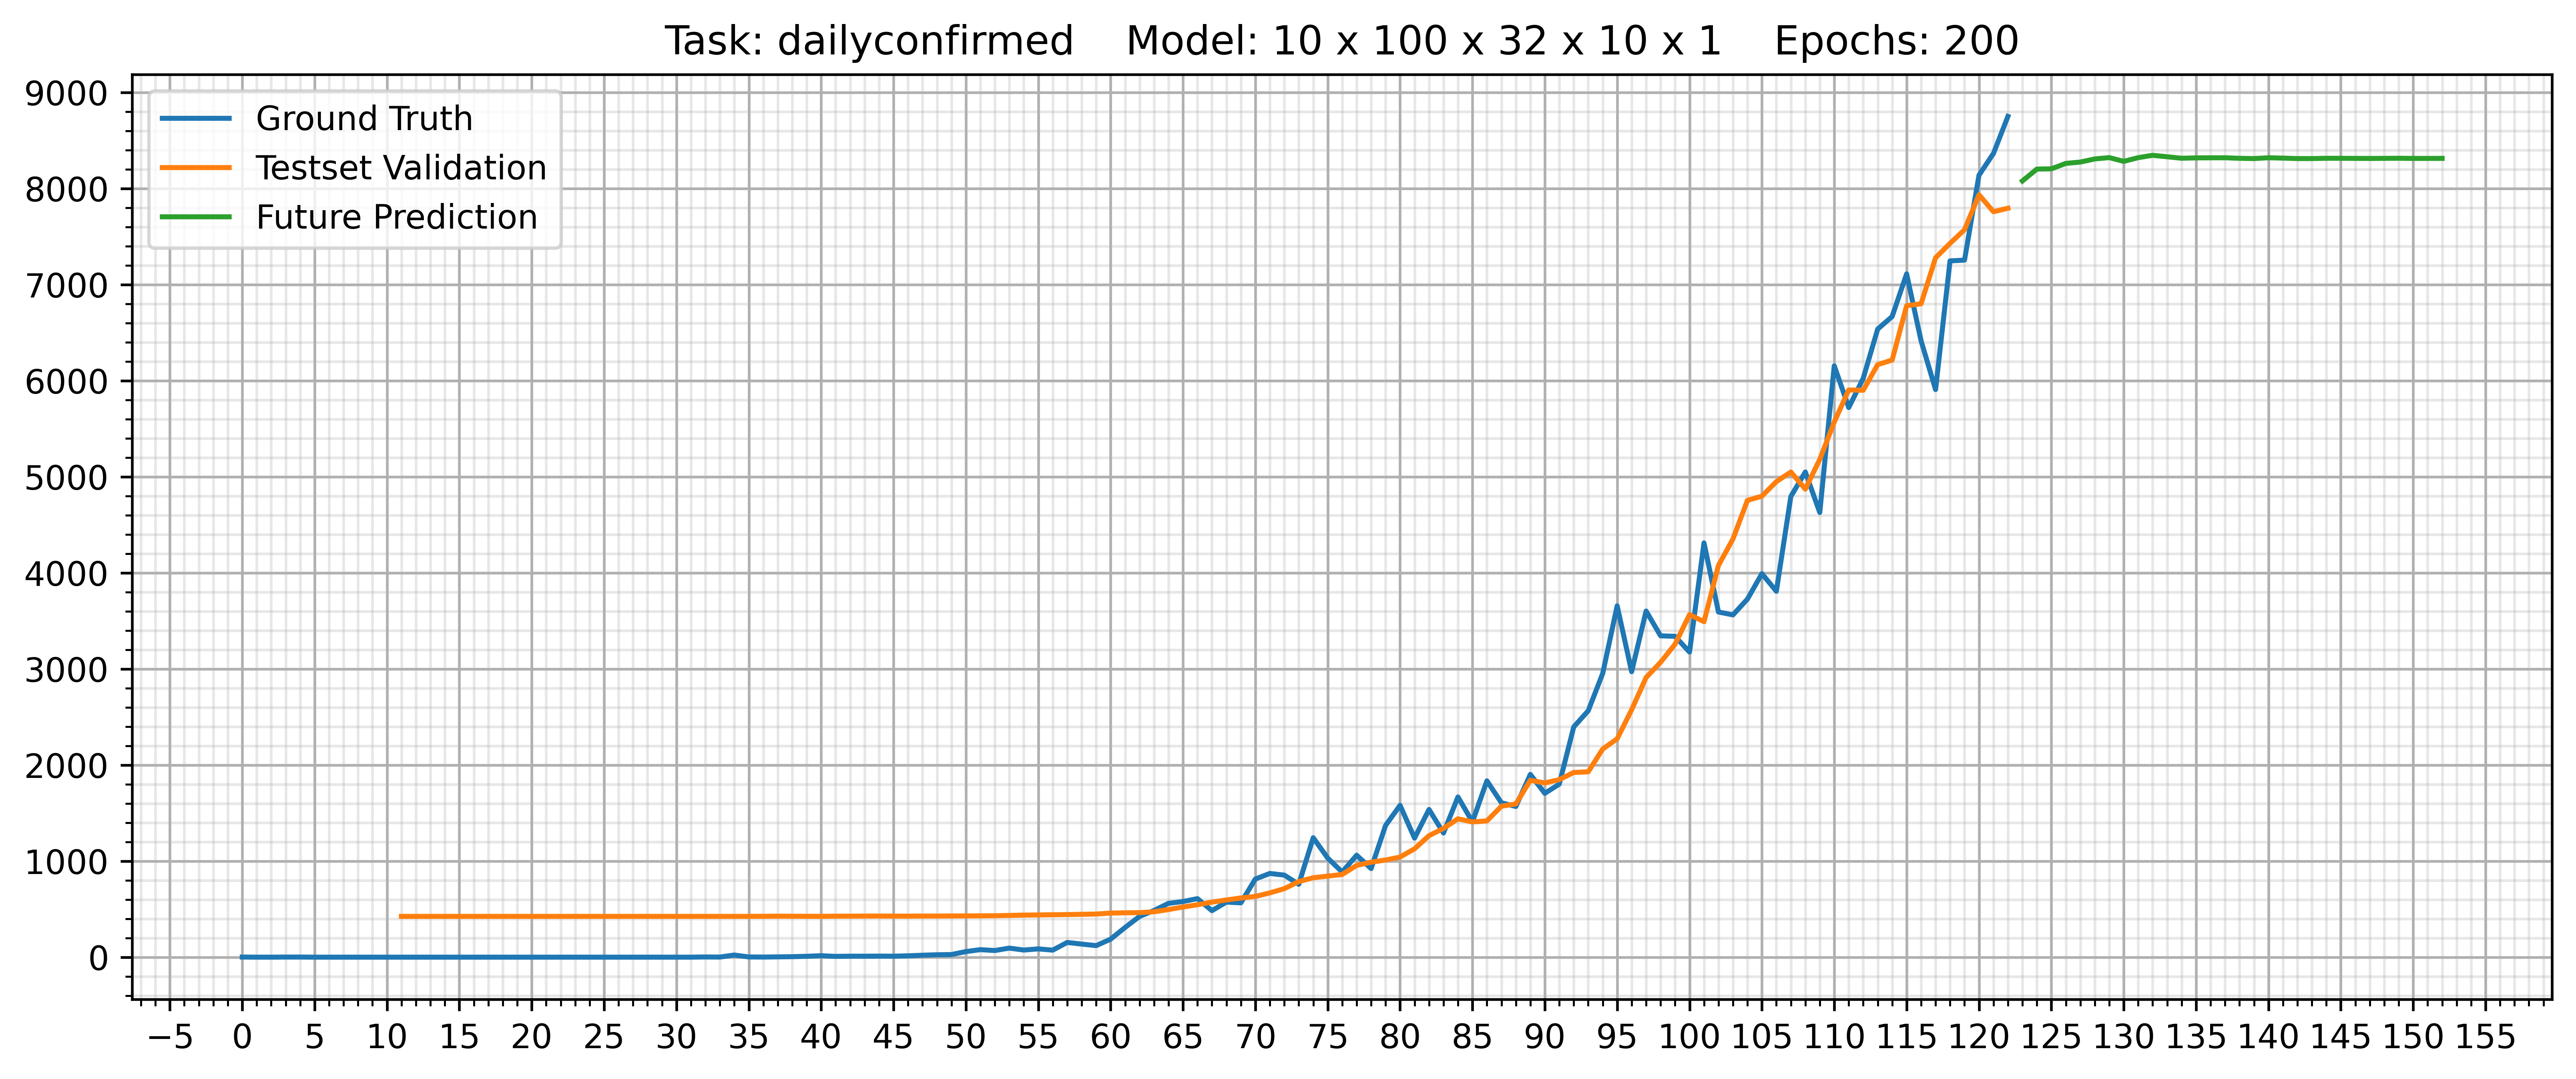 Task: dailyconfirmed    Model: 10 x 100 x 32 x 10 x 1    Epochs: 200
9000
8000
7000
6000
5000
4000
3000
2000
1000
0
Ground Truth
Testset Validation
Future Prediction
−5 0 5 10 15 20 25 30 35 40 45 50 55 60 65 70 75 80 85 90 95 100 105 110 115 120 125 130 135 140 145 150 155